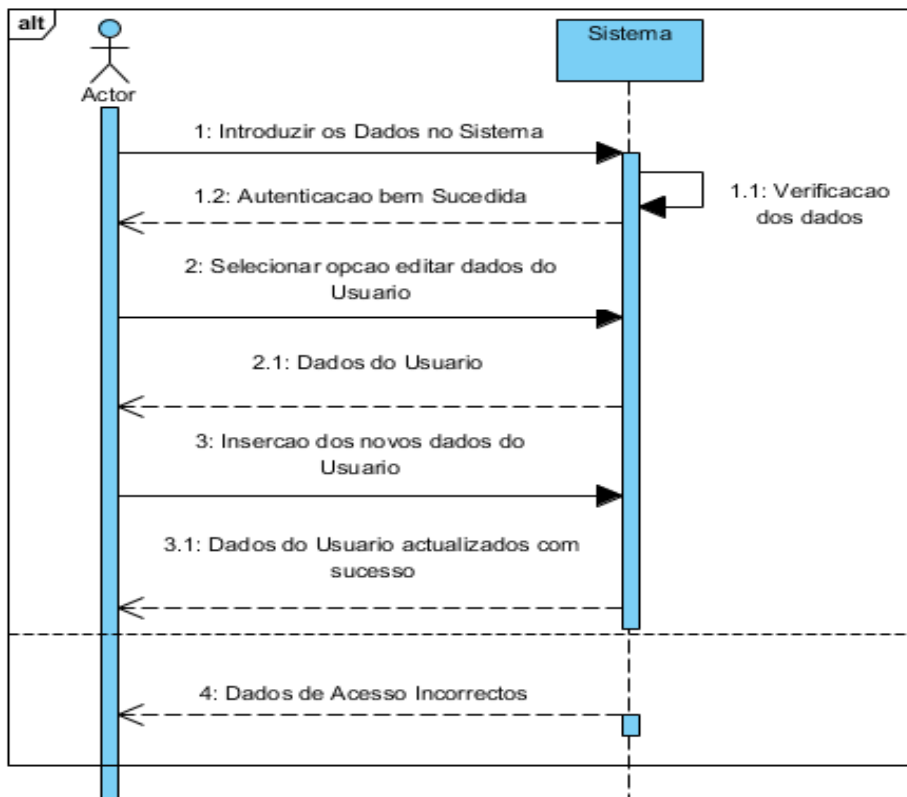 alt
Sistema
Actor
1: Introduzir os Dados no Sistema
1.1: Verificacao
dos dados
1.2: Autenticacao bem Sucedida
2: Selecionar opcao editar dados do
Usuario
2.1: Dados do Usuario
3: Insercao dos novos dados do
Usuario
3.1: Dados do Usuario actualizados com
sucesso
4: Dados de Acesso Incorrectos